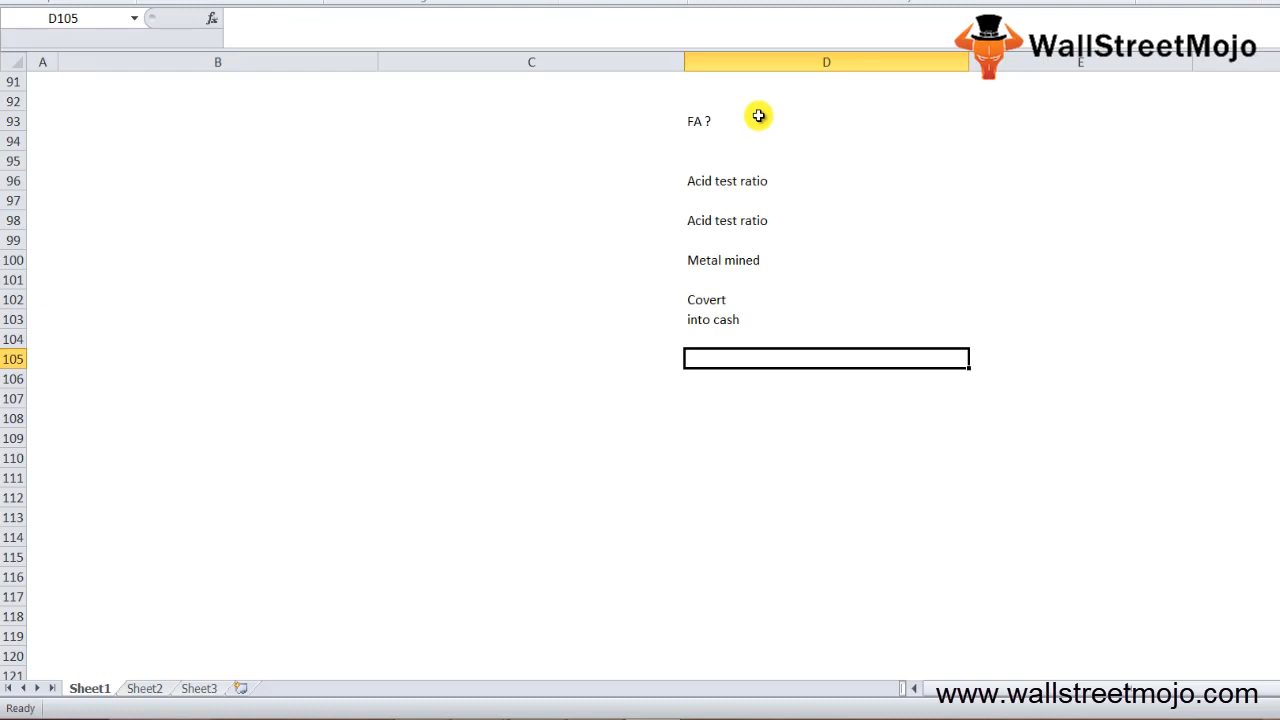 D105
fx
WallStreetMojo
A B C D E
91
92
93 FA ?
94
95
96 Acid test ratio
97
98 Acid test ratio
99
100 Metal mined
101
102 Covert
103 into cash
104
105
106
107
108
109
110
111
112
113
114
115
116
117
118
119
120
121
Sheet1 Sheet2 Sheet3
www.wallstreetmojo.com
Ready